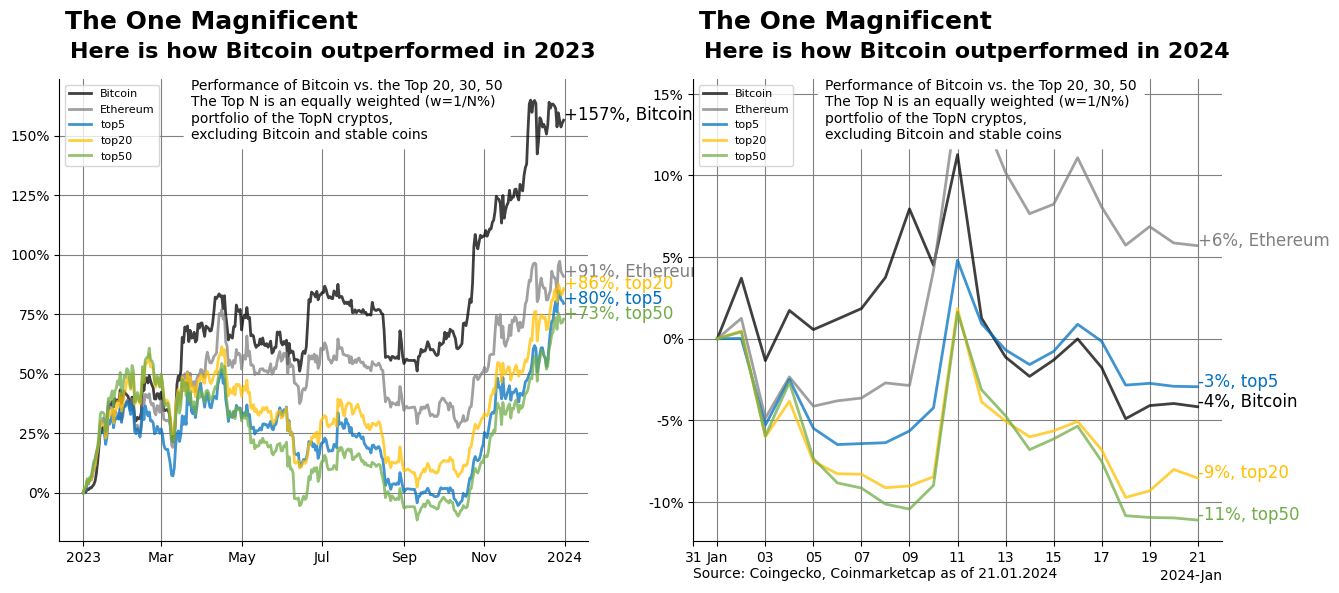 The One Magnificent
Here is how Bitcoin outperformed in 2023
Performance of Bitcoin vs. the Top 20, 30, 50
The Top N is an equally weighted (w=1/N%)
portfolio of the TopN cryptos,
excluding Bitcoin and stable coins
Bitcoin
Ethereum
top5
top20
top50
150%
125%
100%
75%
50%
25%
0%
+157%, Bitcoin
+91%, Ethereum
+86%, top20
+80%, top5
+73%, top50
2023 Mar May Jul Sep Nov 2024
The One Magnificent
Here is how Bitcoin outperformed in 2024
Performance of Bitcoin vs. the Top 20, 30, 50
The Top N is an equally weighted (w=1/N%)
portfolio of the TopN cryptos,
excluding Bitcoin and stable coins
Bitcoin
Ethereum
top5
top20
top50
15%
10%
5%
0%
-5%
-10%
+6%, Ethereum
-3%, top5
-4%, Bitcoin
-9%, top20
-11%, top50
31 Jan 03 05 07 09 11 13 15 17 19 21
Source: Coingecko, Coinmarketcap as of 21.01.2024
2024-Jan